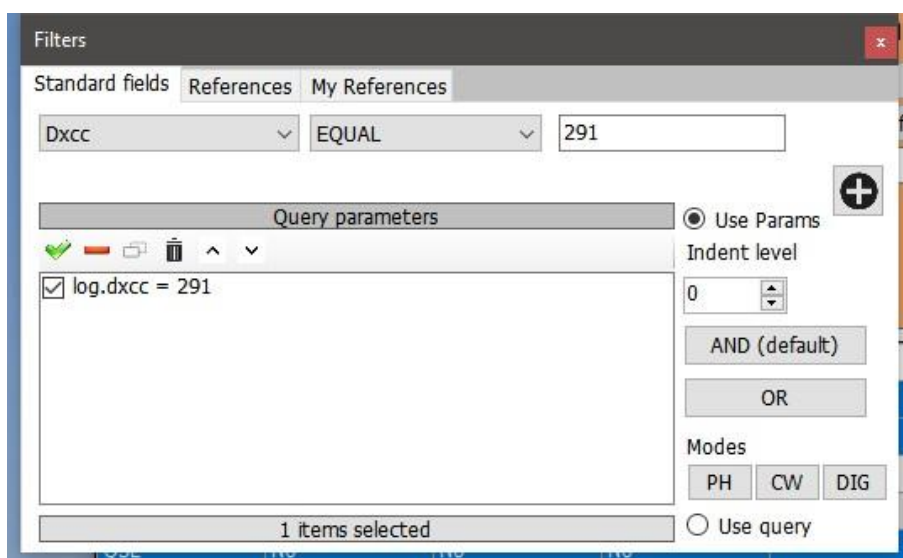 Filters
x
Standard fields References My References
Dxcc EQUAL 291
Query parameters
Use Params
Indent level
log.dxcc = 291
0
AND (default)
OR
Modes
PH CW DIG
1 items selected
Use query